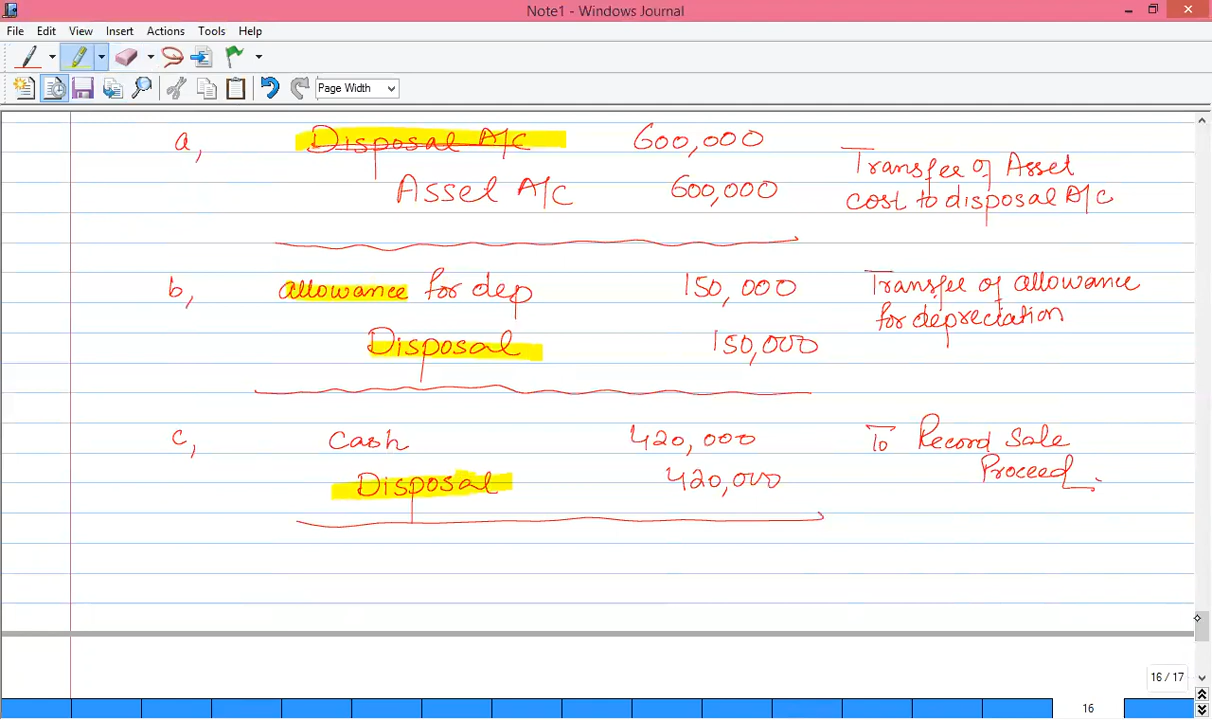 Note1 - Windows Journal
File Edit View Insert Actions Tools Help
Page Width
a, Disposal A/c 600,000
Asset A/c 600,000
Transfer of Asset
cost to disposal A/c
b, allowance for dep 150,000
Disposal 150,000
Transfer of allowance
for depreciation
c, Cash 420,000
Disposal 420,000
To Record Sale
Proceed
16 / 17
16